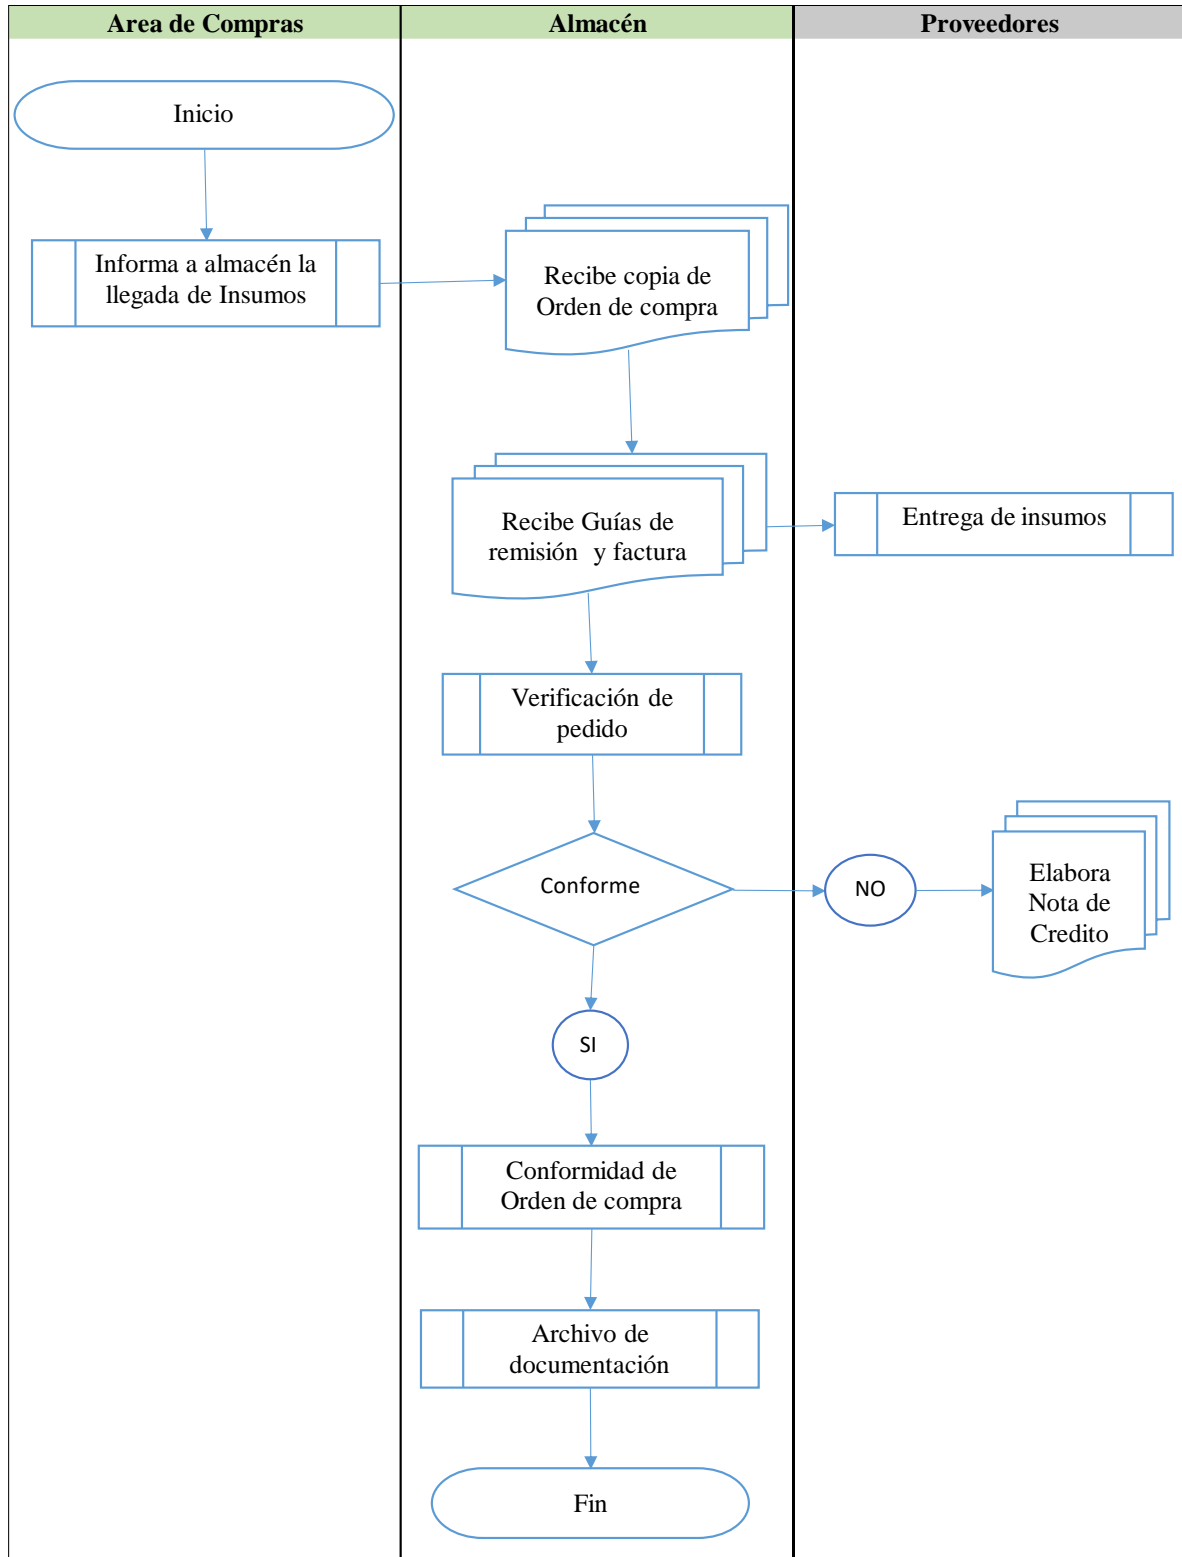 Area de Compras
Almacén
Proveedores
Inicio
Informa a almacén la
llegada de Insumos
Recibe copia de
Orden de compra
Recibe Guías de
remisión y factura
Entrega de insumos
Verificación de
pedido
Conforme
NO
Elabora
Nota de
Credito
SI
Conformidad de
Orden de compra
Archivo de
documentación
Fin